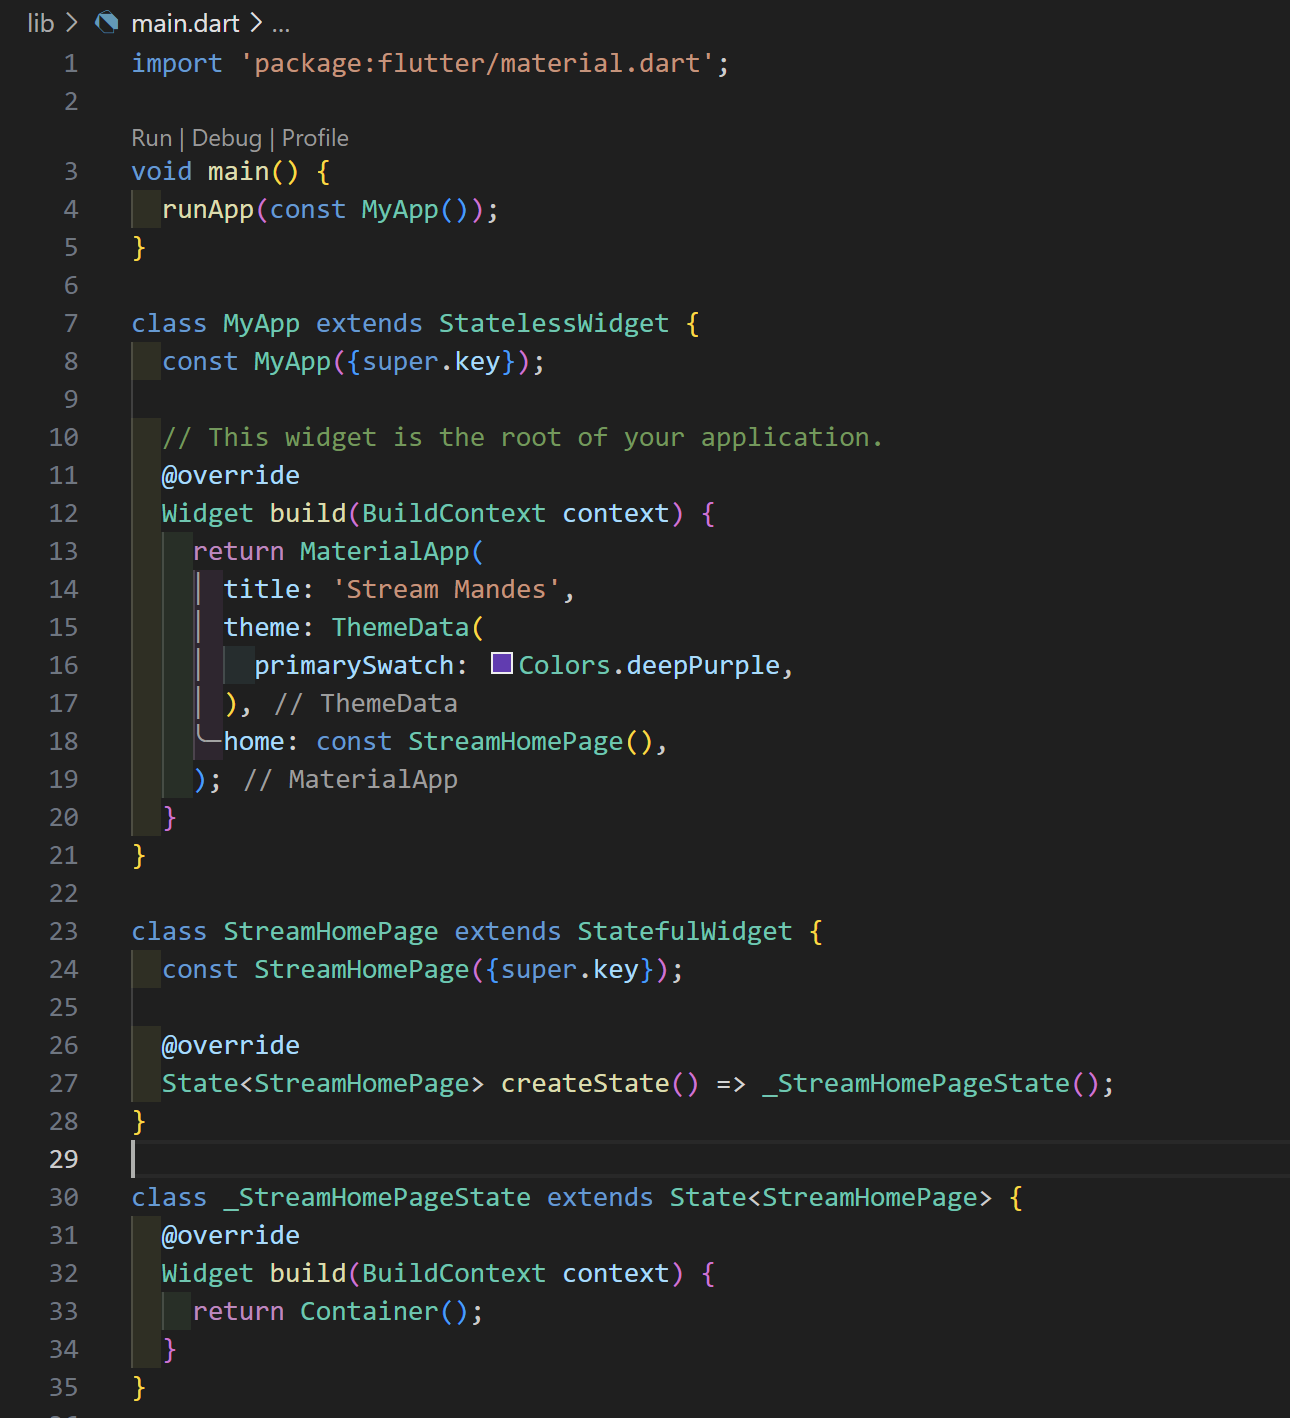 lib > main.dart > ...
1 import 'package:flutter/material.dart';
2
Run | Debug | Profile
3 void main() {
4   runApp(const MyApp());
5 }
6
7 class MyApp extends StatelessWidget {
8   const MyApp({super.key});
9
10   // This widget is the root of your application.
11   @override
12   Widget build(BuildContext context) {
13     return MaterialApp(
14       title: 'Stream Mandes',
15       theme: ThemeData(
16         primarySwatch: Colors.deepPurple,
17       ), // ThemeData
18       home: const StreamHomePage(),
19     ); // MaterialApp
20   }
21 }
22
23 class StreamHomePage extends StatefulWidget {
24   const StreamHomePage({super.key});
25
26   @override
27   State<StreamHomePage> createState() => _StreamHomePageState();
28 }
29
30 class _StreamHomePageState extends State<StreamHomePage> {
31   @override
32   Widget build(BuildContext context) {
33     return Container();
34   }
35 }